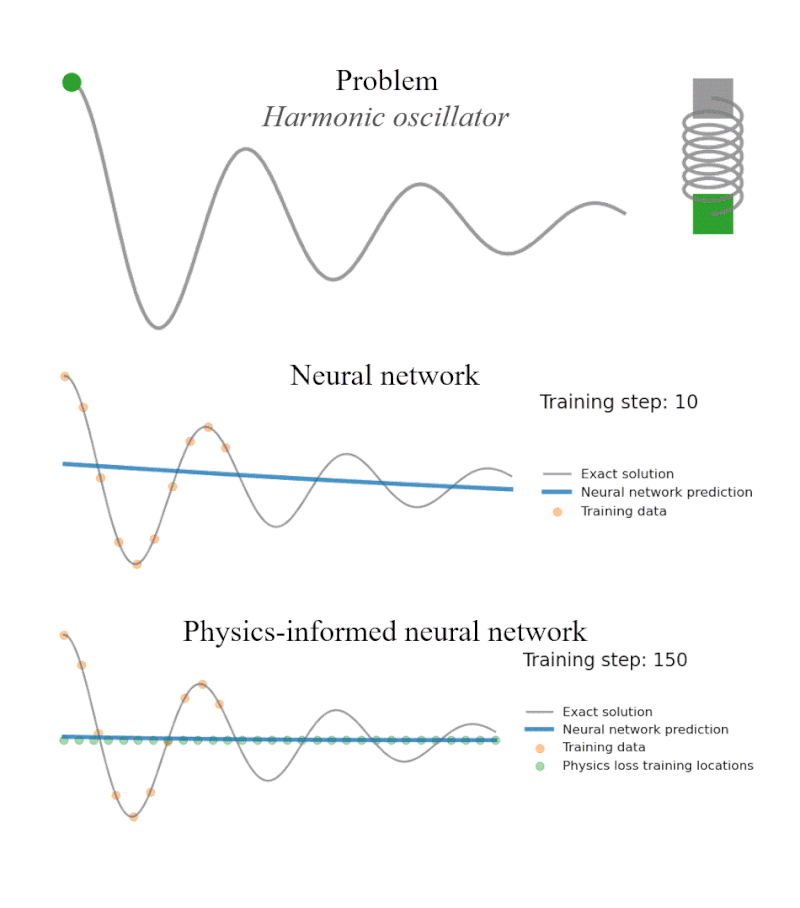 Problem
Harmonic oscillator
Neural network
Training step: 10
Exact solution
Neural network prediction
Training data
Physics-informed neural network
Training step: 150
Exact solution
Neural network prediction
Training data
Physics loss training locations